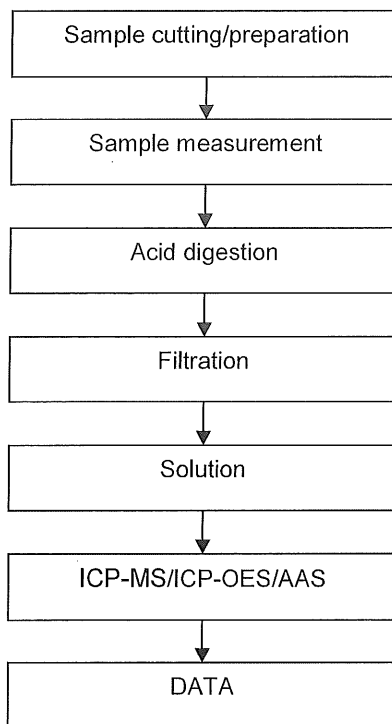 Sample cutting/preparation
Sample measurement
Acid digestion
Filtration
Solution
ICP-MS/ICP-OES/AAS
DATA